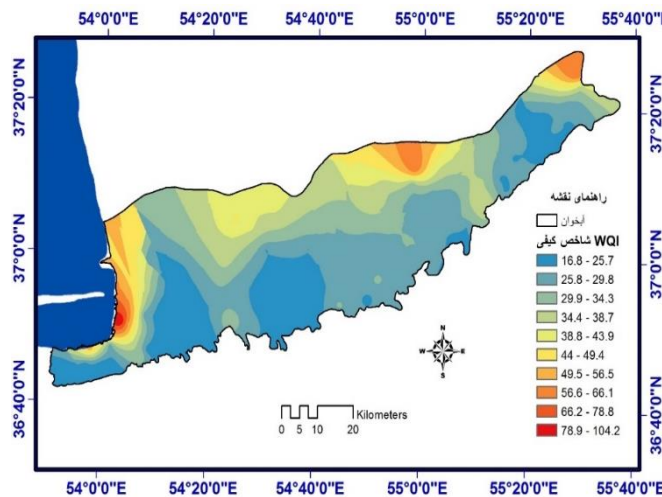 54°0'0"E 54°20'0"E 54°40'0"E 55°0'0"E 55°20'0"E 55°40'0"E
37°20'0"N 37°20'0"N
37°0'0"N 37°0'0"N
36°40'0"N 36°40'0"N
راهنمای نقشه
آبخوان
شاخص کیفی WQI
16.8 - 25.7
25.8 - 29.8
29.9 - 34.3
34.4 - 38.7
38.8 - 43.9
44 - 49.4
49.5 - 56.5
56.6 - 66.1
66.2 - 78.8
78.9 - 104.2
N
W E
S
Kilometers
0 5 10 20
54°0'0"E 54°20'0"E 54°40'0"E 55°0'0"E 55°20'0"E 55°40'0"E